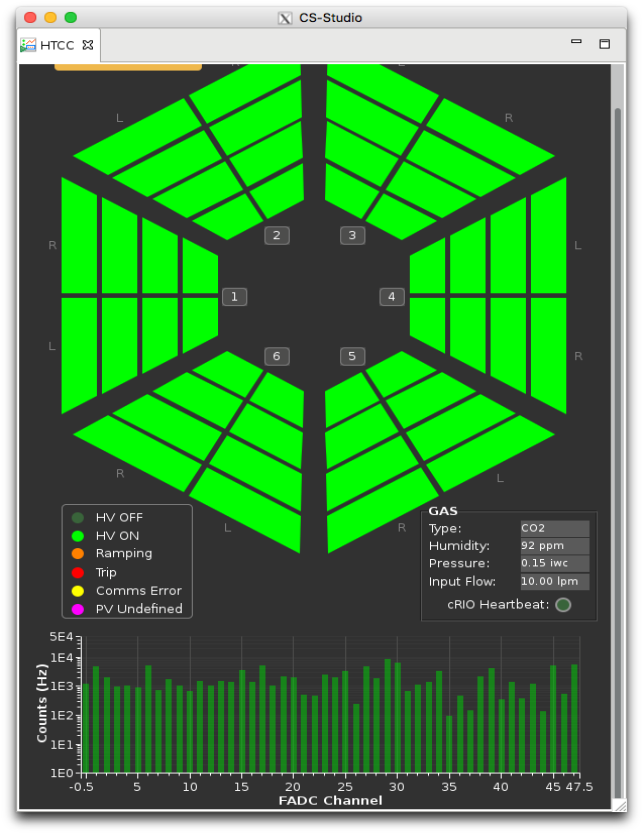 CS-Studio
HTCC
L
R
2
3
R
L
1
4
L
R
6
5
R
L
L
R
HV OFF
HV ON
Ramping
Trip
Comms Error
PV Undefined
GAS
Type: CO2
Humidity: 92 ppm
Pressure: 0.15 iwc
Input Flow: 10.00 lpm
cRIO Heartbeat:
Counts (Hz)
5E4
1E4
1E3
1E2
1E1
1E0
-0.5 5 10 15 20 25 30 35 40 45 47.5
FADC Channel